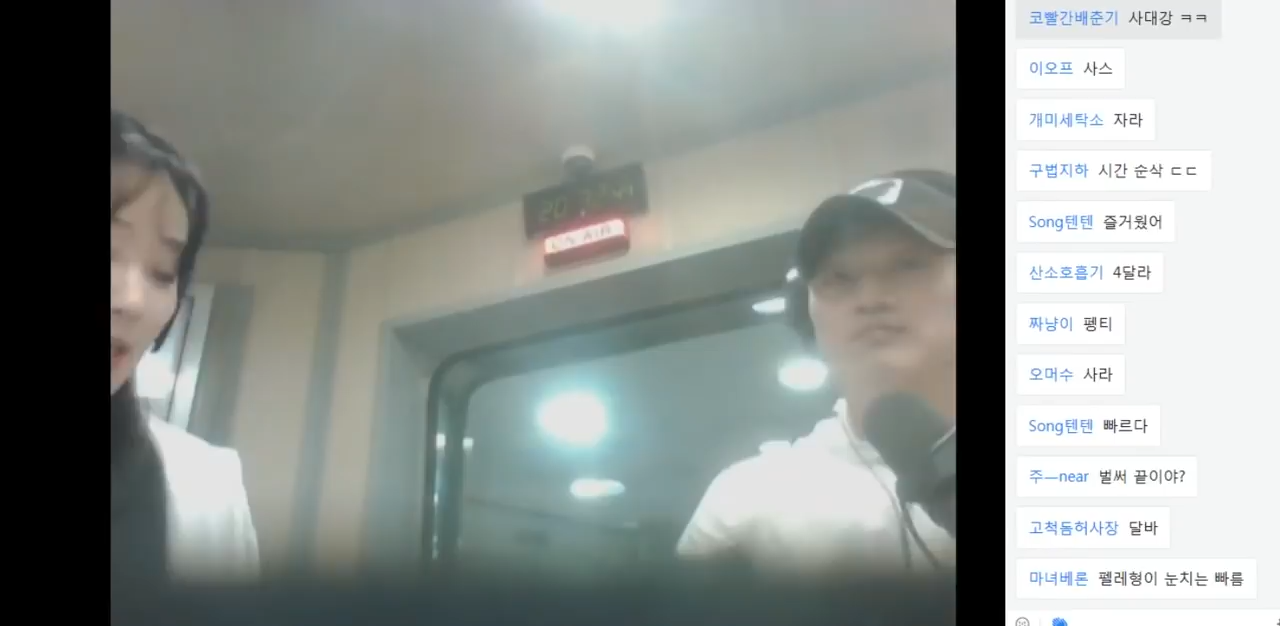 ON AIR
코빨간배춘기 사대강 ㅋㅋ
이오프 사스
개미세탁소 자라
구법지하 시간 순삭 ㄷㄷ
Song텐텐 즐거웠어
산소호흡기 4달라
짜냥이 펭티
오머수 사라
Song텐텐 빠르다
주—near 벌써 끝이야?
고척돔허사장 달바
마녀베론 펠레형이 눈치는 빠름